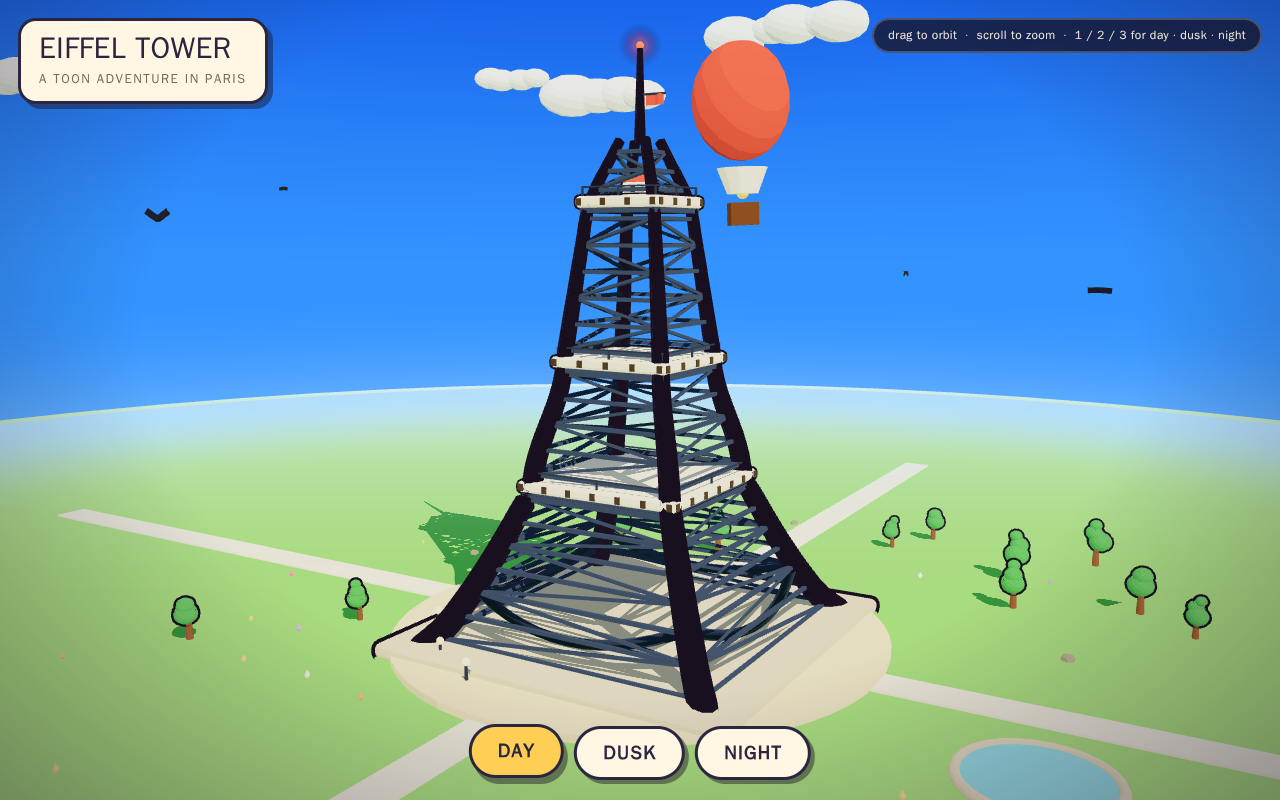 EIFFEL TOWER
A TOON ADVENTURE IN PARIS
drag to orbit · scroll to zoom · 1 / 2 / 3 for day · dusk · night
DAY
DUSK
NIGHT